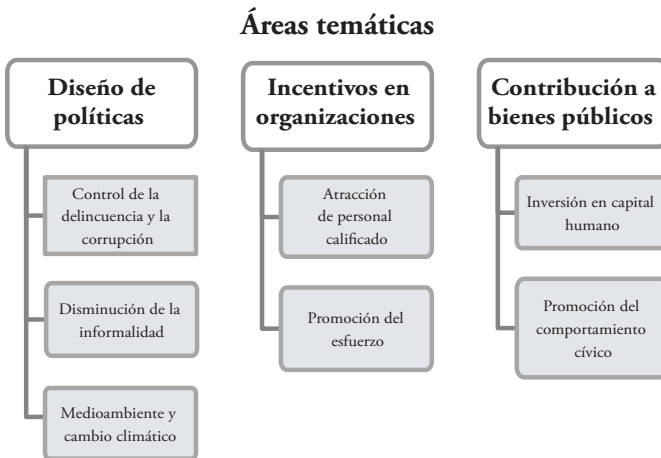 Áreas temáticas
Diseño de
políticas
Control de la
delincuencia y la
corrupción
Disminución de la
informalidad
Medioambiente y
cambio climático
Incentivos en
organizaciones
Atracción
de personal
calificado
Promoción del
esfuerzo
Contribución a
bienes públicos
Inversión en capital
humano
Promoción del
comportamiento
cívico